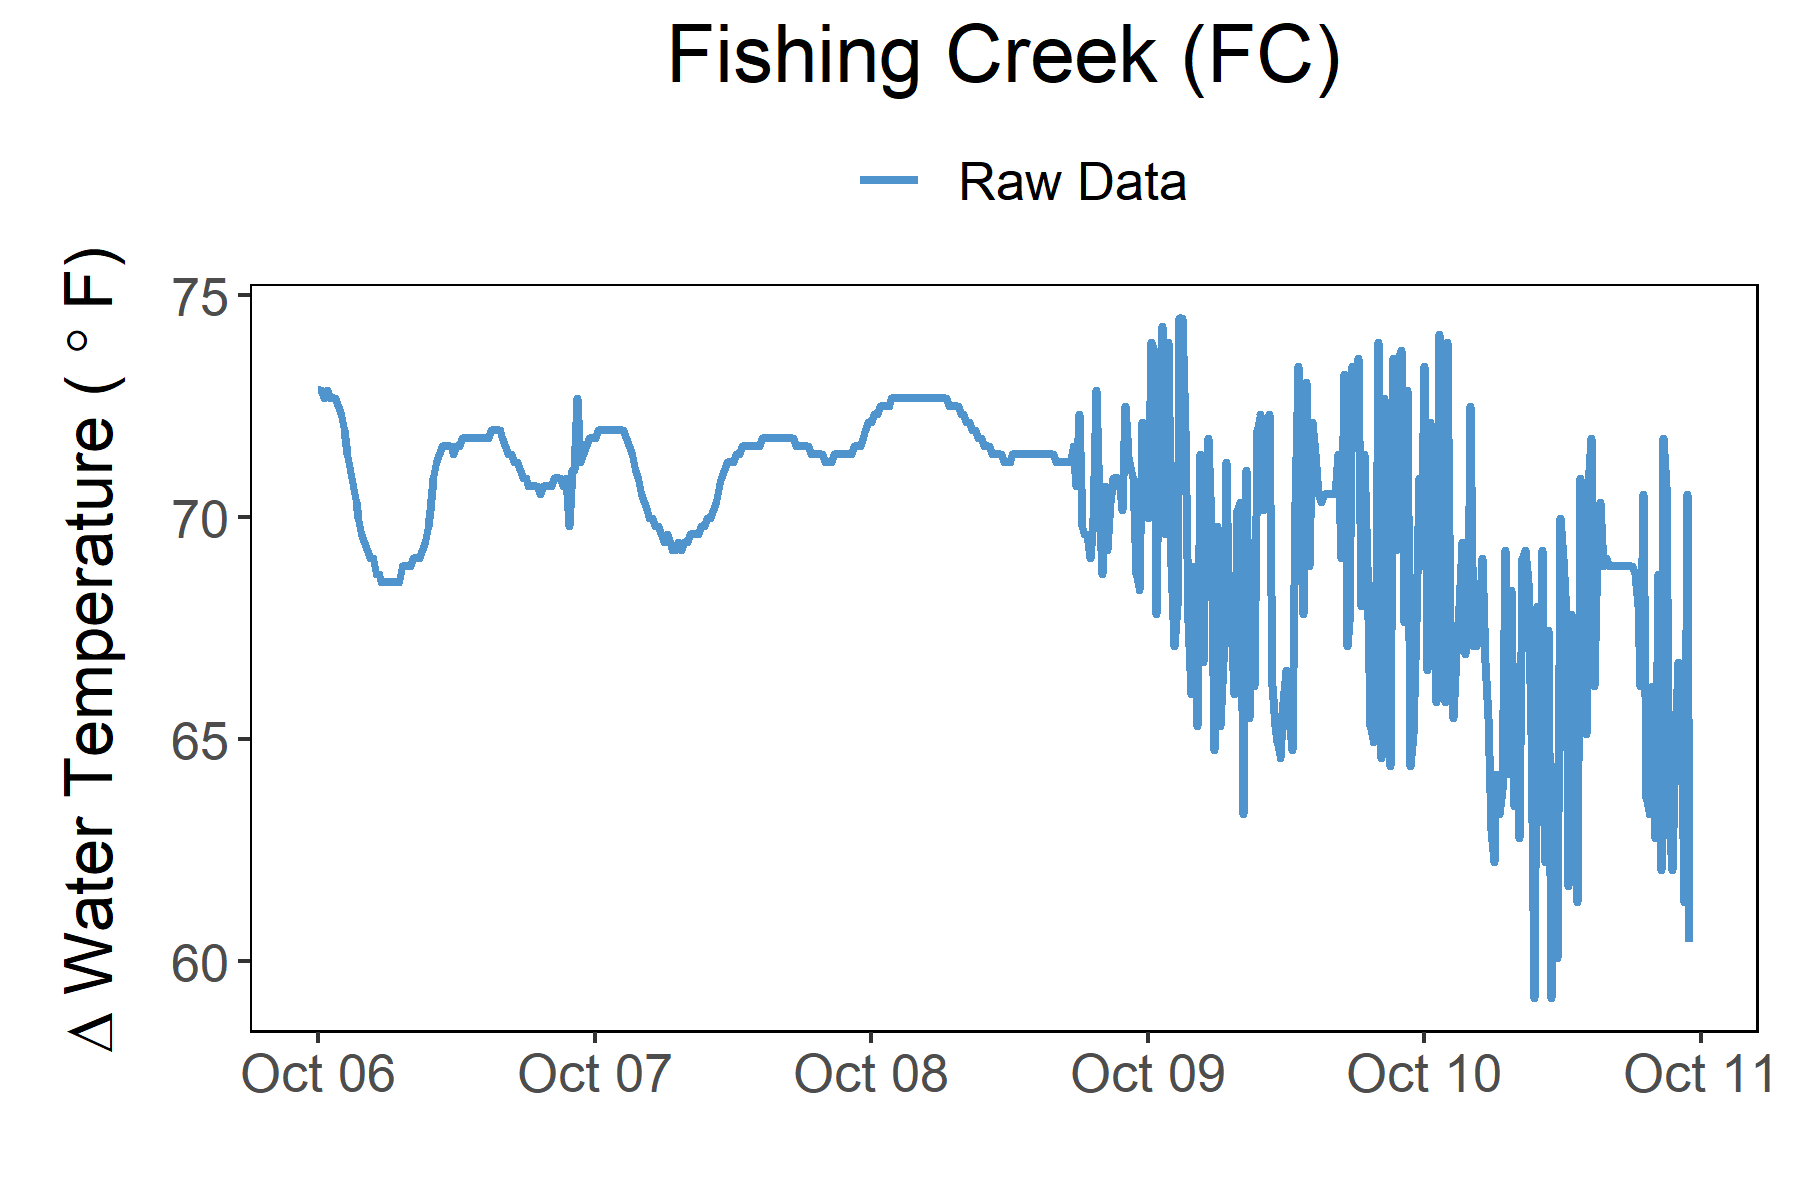 Fishing Creek (FC)
Raw Data
Δ Water Temperature ( ° F)
75
70
65
60
Oct 06
Oct 07
Oct 08
Oct 09
Oct 10
Oct 11